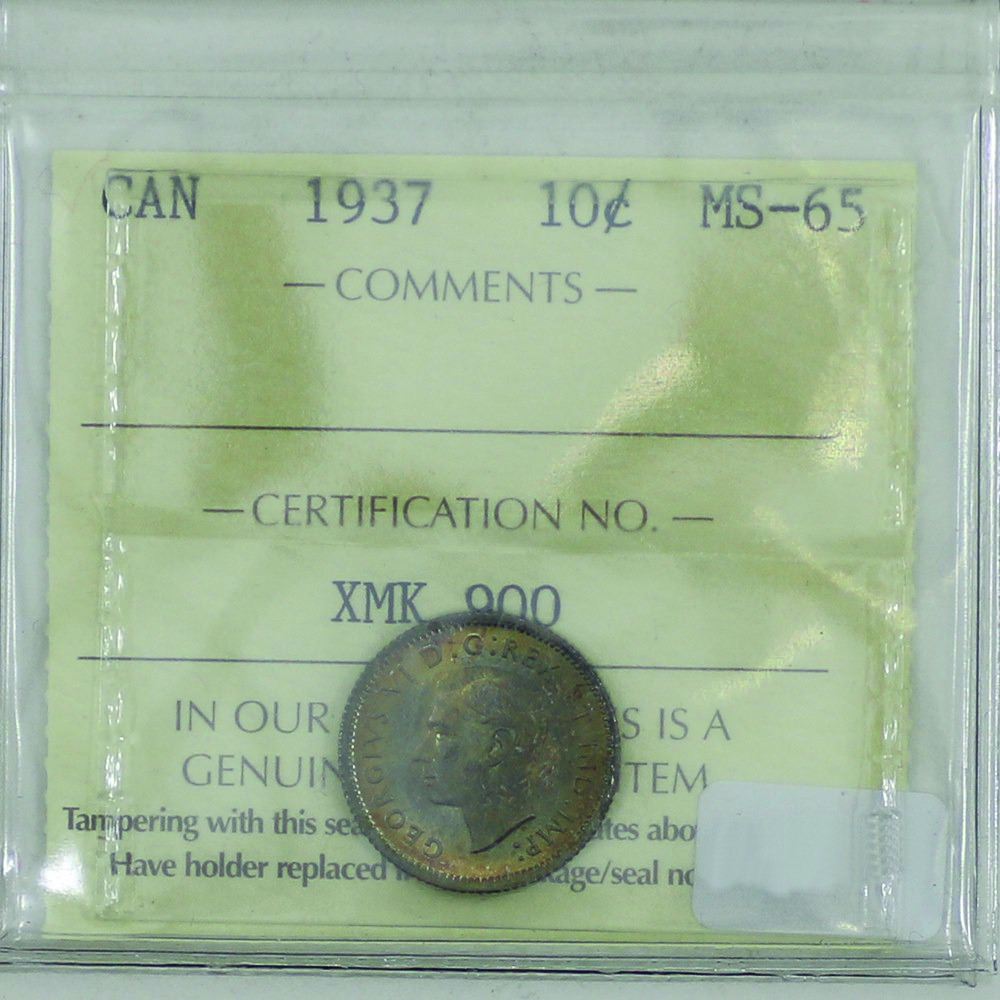 CAN 1937 10¢ MS-65
— COMMENTS —
— CERTIFICATION NO. —
XMK 900
IN OUR S IS A
GENUIN TEM
Tampering with this sea ates abo
Have holder replaced kage/seal no
GEORGIVS VI D:G:REX ET IND:IMP: